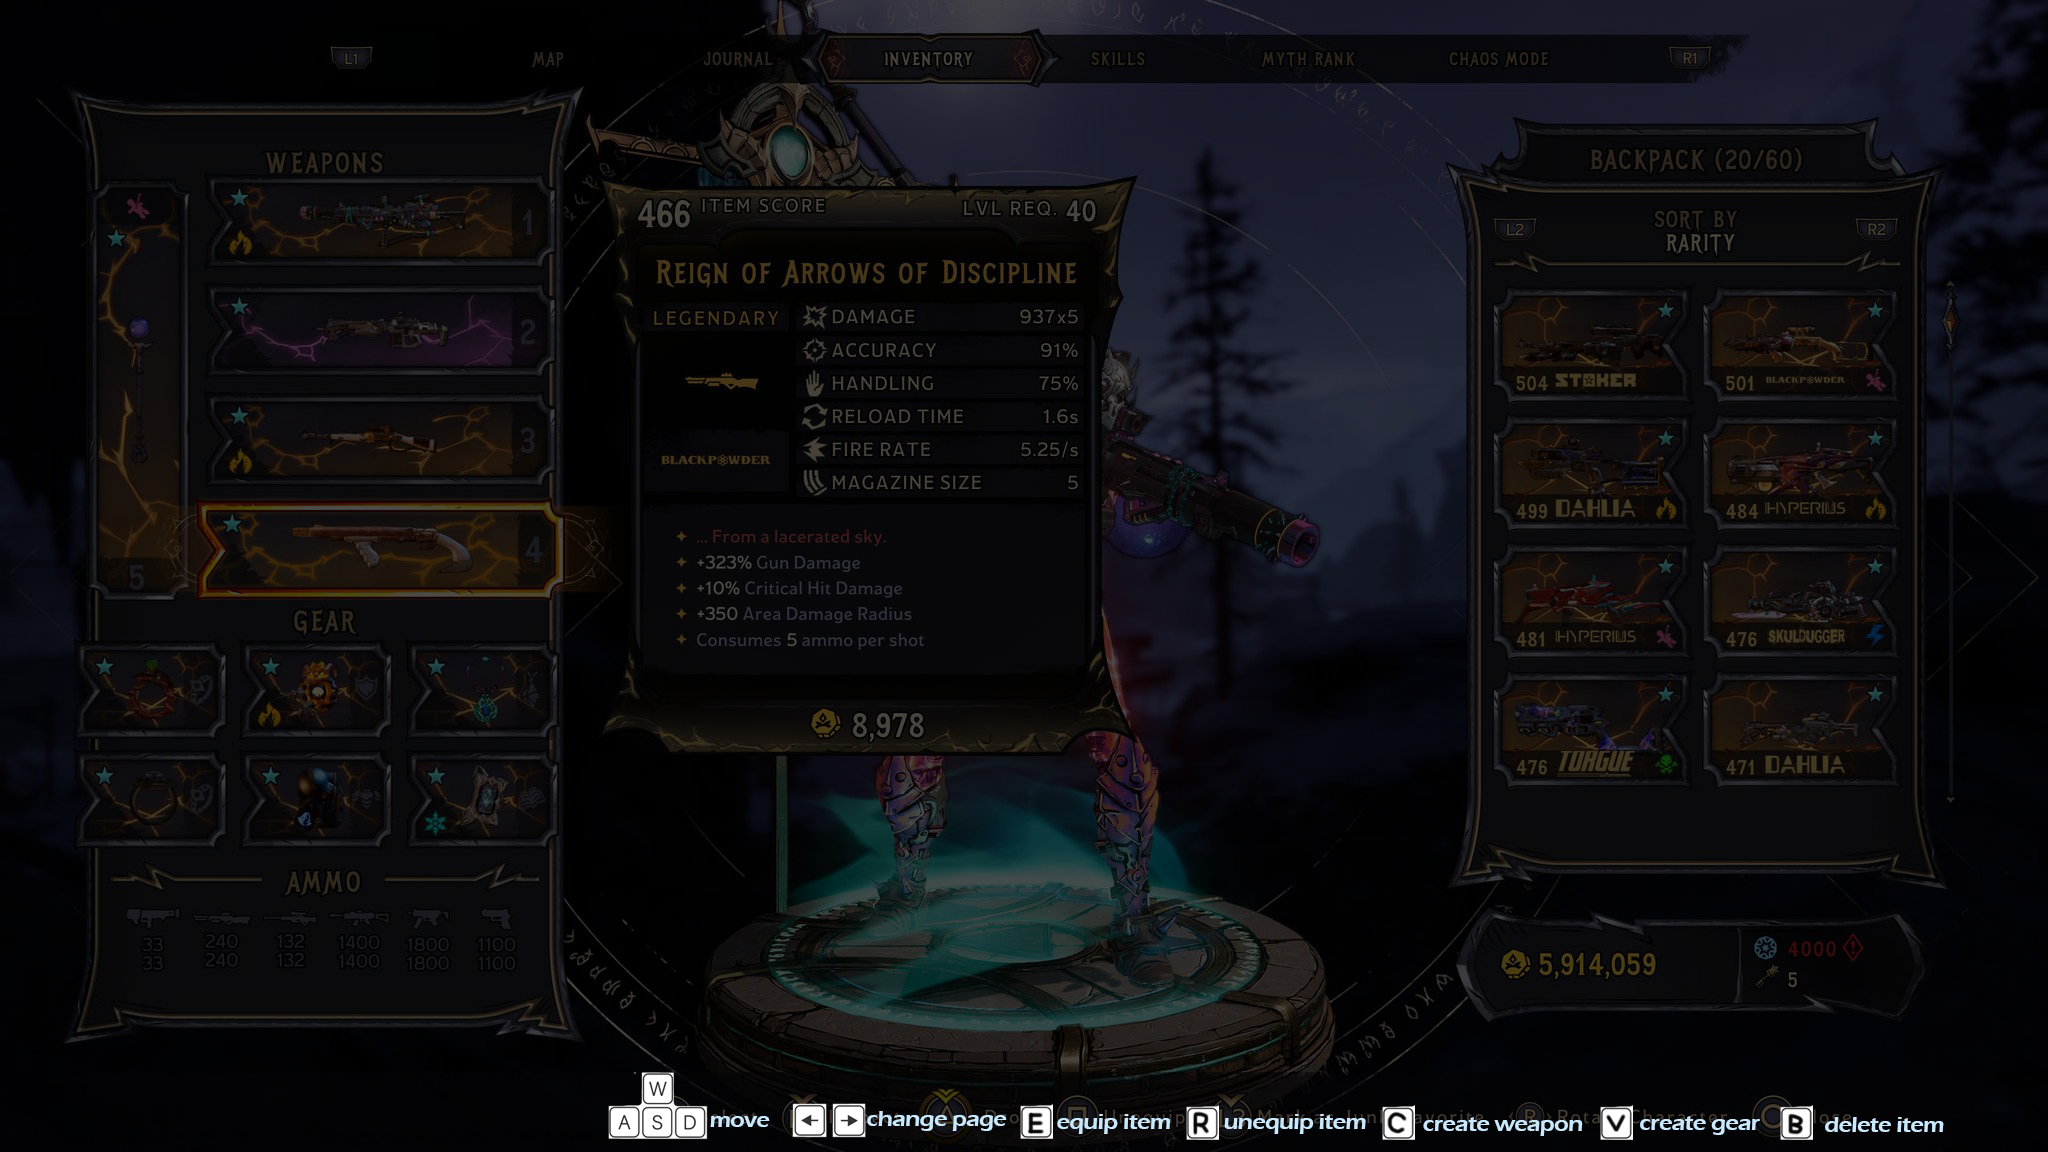 L1
MAP
JOURNAL
INVENTORY
SKILLS
MYTH RANK
CHAOS MODE
R1
WEAPONS
1
2
3
4
5
GEAR
AMMO
33 240 132 1400 1800 1100
33 240 132 1400 1800 1100
466 ITEM SCORE
LVL REQ. 40
REIGN OF ARROWS OF DISCIPLINE
LEGENDARY
BLACKPOWDER
DAMAGE 937x5
ACCURACY 91%
HANDLING 75%
RELOAD TIME 1.6s
FIRE RATE 5.25/s
MAGAZINE SIZE 5
... From a lacerated sky.
+323% Gun Damage
+10% Critical Hit Damage
+350 Area Damage Radius
Consumes 5 ammo per shot
8,978
BACKPACK (20/60)
L2
SORT BY
RARITY
R2
504 STOKER
501 BLACKPOWDER
499 DAHLIA
484 HYPERIUS
481 HYPERIUS
476 SKULDUGGER
476 TORGUE
471 DAHLIA
5,914,059
4000
5
W
A S D move
← → change page
E equip item
R unequip item
C create weapon
V create gear
B delete item